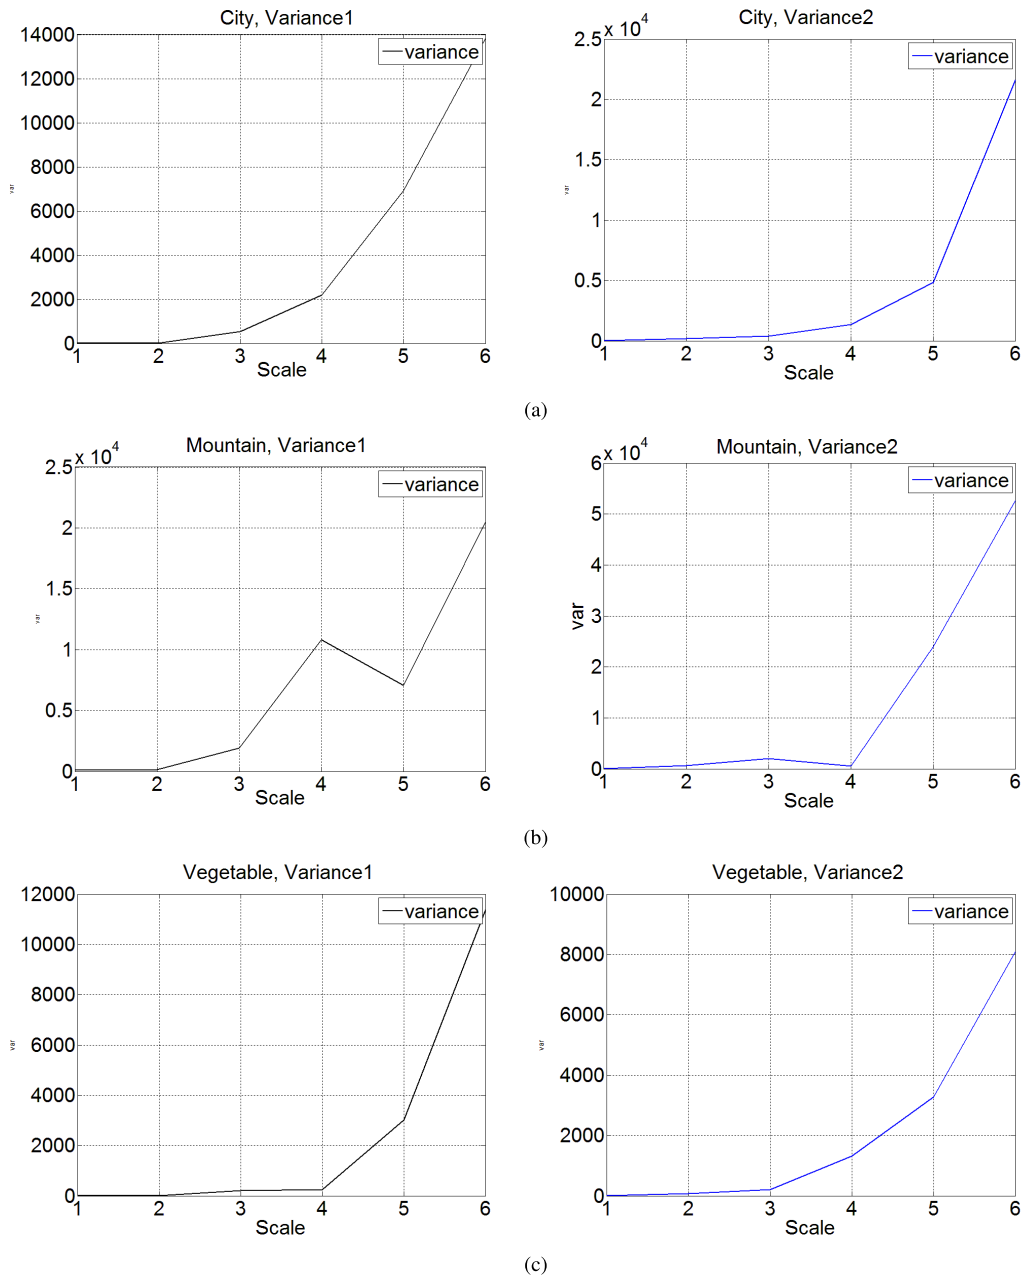 City, Variance1
14000
12000
10000
8000
6000
4000
2000
0
var
variance
1 2 3 4 5 6
Scale
City, Variance2
x 10^4
2.5
2
1.5
1
0.5
0
var
variance
1 2 3 4 5 6
Scale
(a)
Mountain, Variance1
x 10^4
2.5
2
1.5
1
0.5
0
var
variance
1 2 3 4 5 6
Scale
Mountain, Variance2
x 10^4
6
5
4
3
2
1
0
var
variance
1 2 3 4 5 6
Scale
(b)
Vegetable, Variance1
12000
10000
8000
6000
4000
2000
0
var
variance
1 2 3 4 5 6
Scale
Vegetable, Variance2
10000
8000
6000
4000
2000
0
var
variance
1 2 3 4 5 6
Scale
(c)